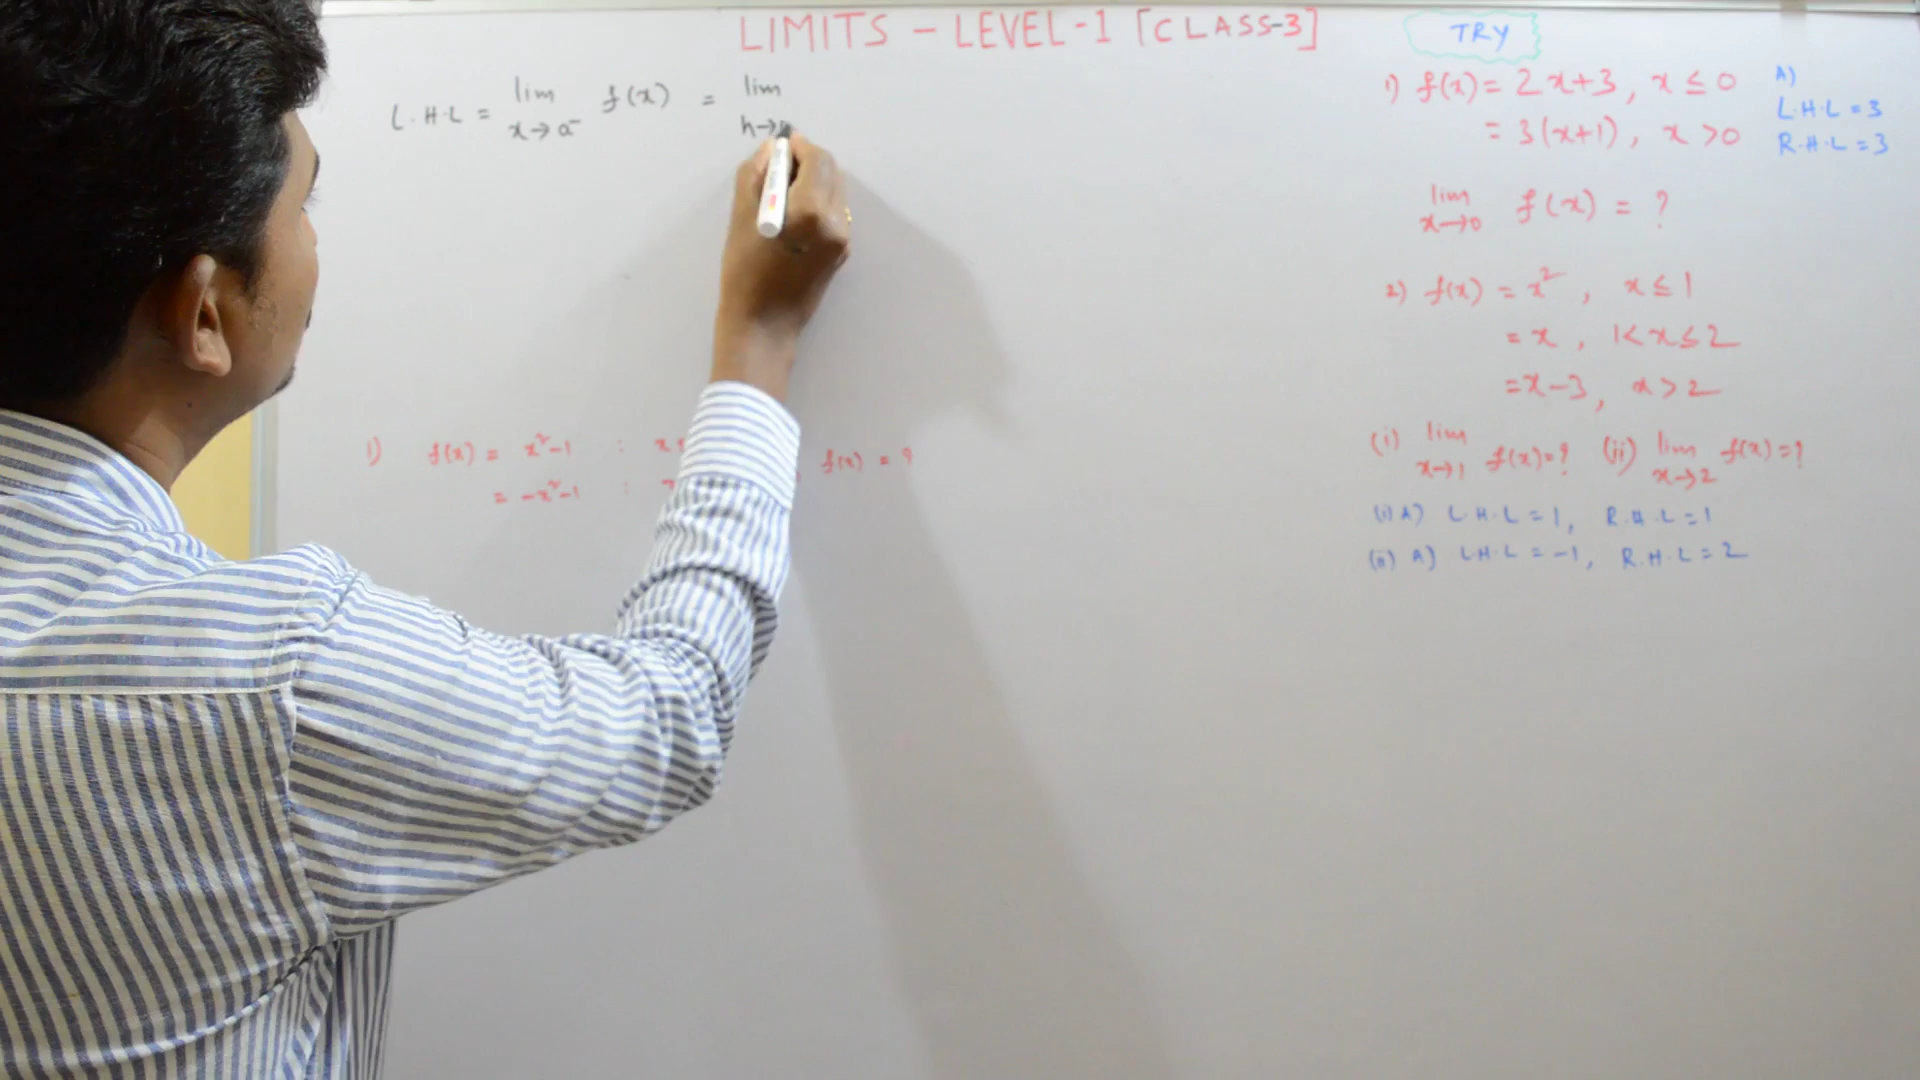 LIMITS - LEVEL-1 [CLASS-3]
L.H.L = lim f(x) = lim
x→a⁻ h→
1) f(x) = x²-1 : x
= -x²-1 :
f(x) = ?
TRY
1) f(x) = 2x+3, x ≤ 0
= 3(x+1), x >0
A)
L.H.L = 3
R.H.L = 3
lim f(x) = ?
x→0
2) f(x) = x², x ≤ 1
= x, 1< x ≤ 2
= x-3, x > 2
(i) lim f(x)=? (ii) lim f(x)=?
x→1 x→2
(i) A) L.H.L = 1, R.H.L = 1
(ii) A) L.H.L = -1, R.H.L = 2